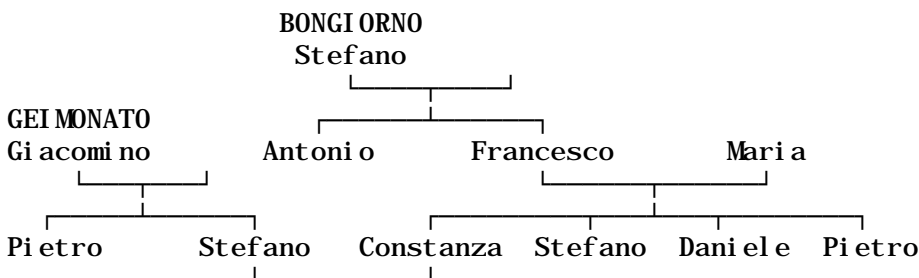 BONGIORNO
Stefano
GEIMONATO
Giacomino Antonio Francesco Maria
Pietro Stefano Constanza Stefano Daniele Pietro